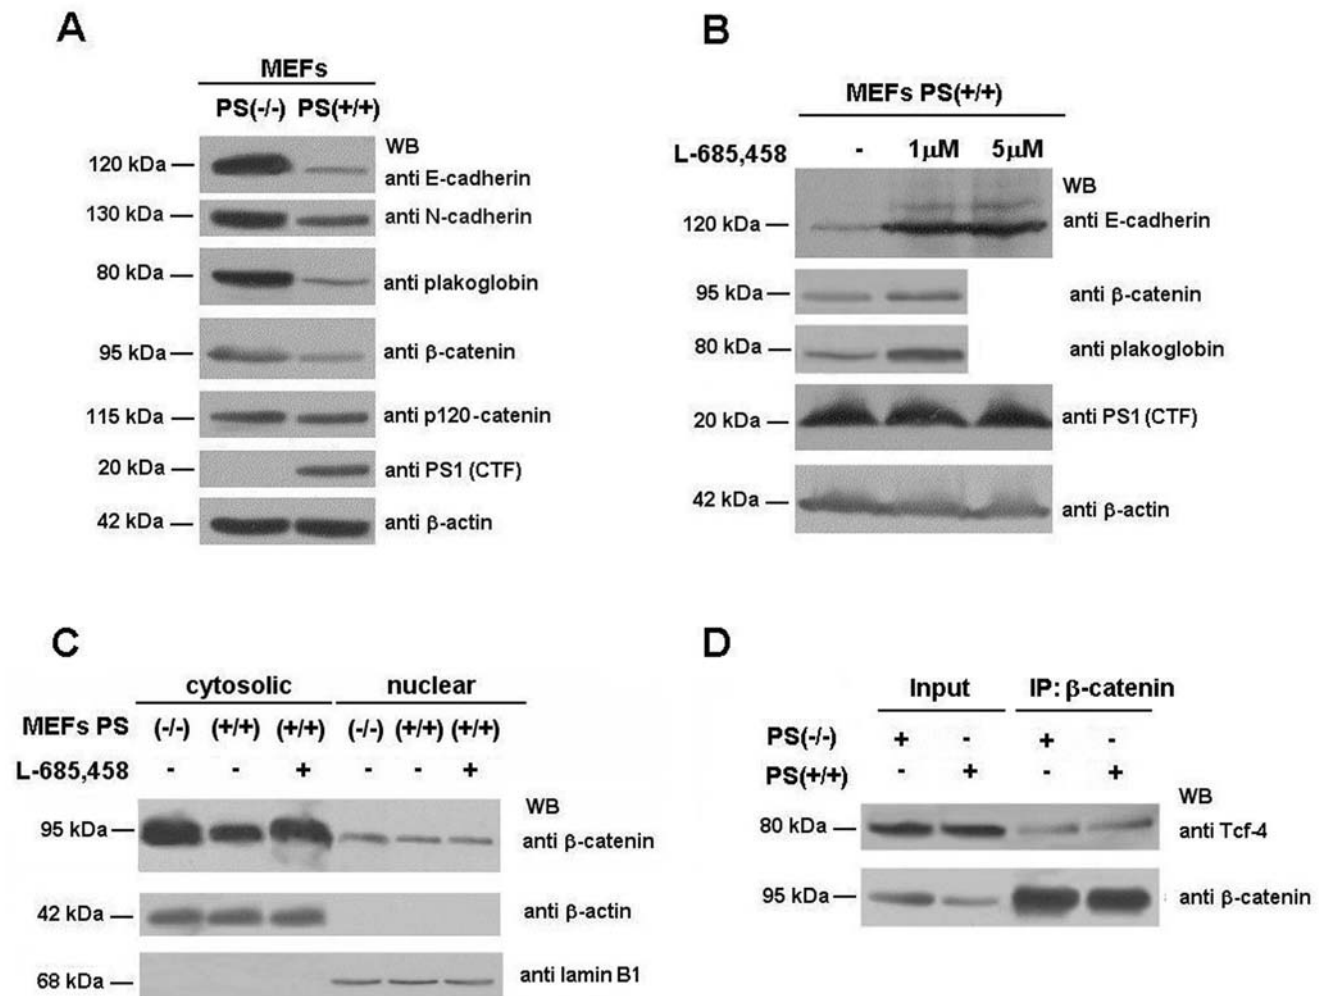 A
MEFs
PS(-/-) PS(+/+)
WB
120 kDa
anti E-cadherin
130 kDa
anti N-cadherin
80 kDa
anti plakoglobin
95 kDa
anti β-catenin
115 kDa
anti p120-catenin
20 kDa
anti PS1 (CTF)
42 kDa
anti β-actin
B
MEFs PS(+/+)
L-685,458 - 1μM 5μM
WB
120 kDa
anti E-cadherin
95 kDa
anti β-catenin
80 kDa
anti plakoglobin
20 kDa
anti PS1 (CTF)
42 kDa
anti β-actin
C
cytosolic nuclear
MEFs PS (-/-) (+/+) (+/+) (-/-) (+/+) (+/+)
L-685,458 - - + - - +
WB
95 kDa
anti β-catenin
42 kDa
anti β-actin
68 kDa
anti lamin B1
D
Input IP: β-catenin
PS(-/-) + - + -
PS(+/+) - + - +
WB
80 kDa
anti Tcf-4
95 kDa
anti β-catenin